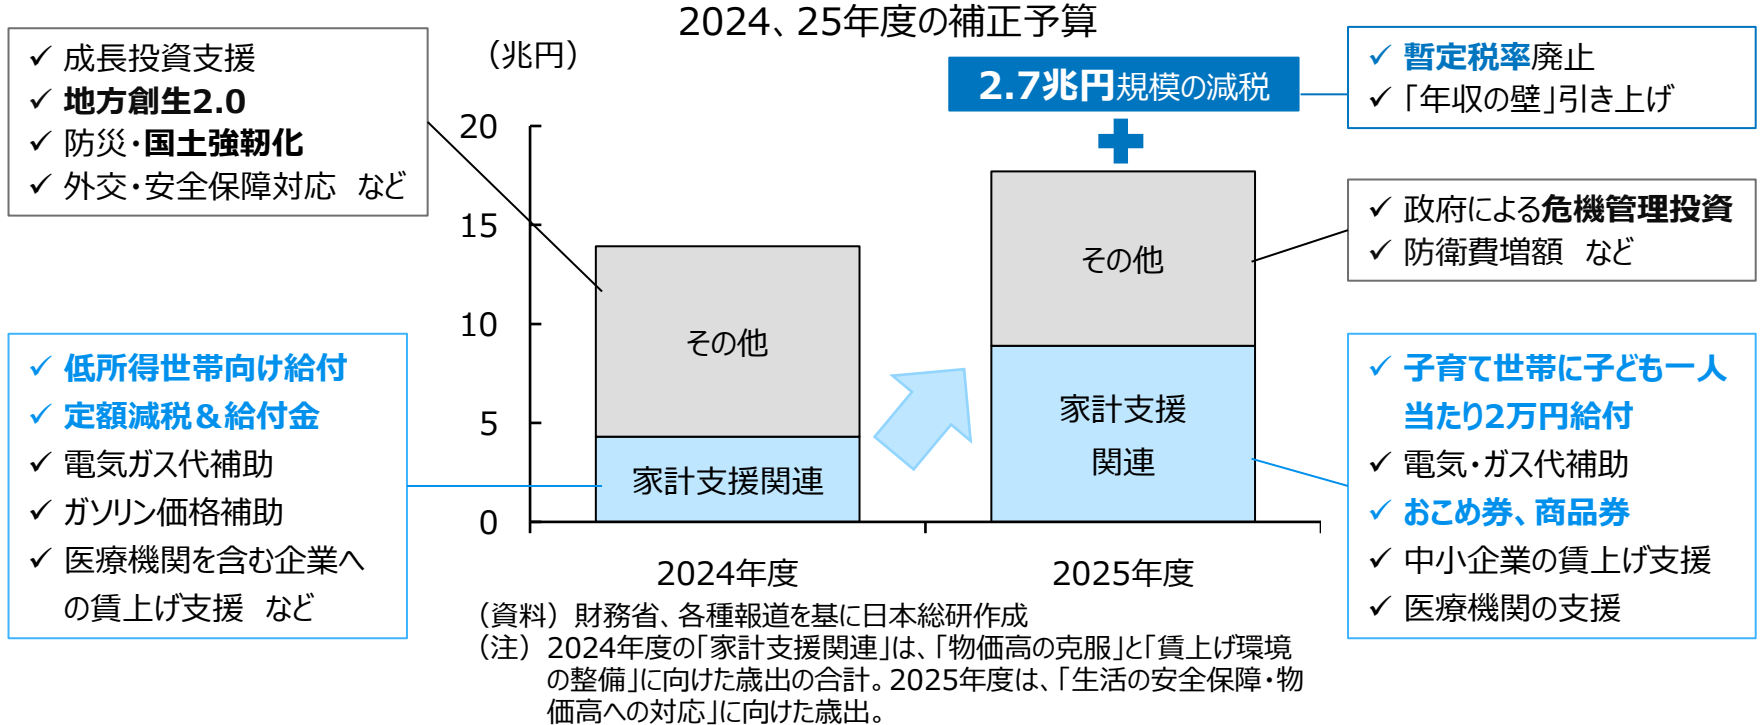 2024、25年度の補正予算
（兆円）
✓ 成長投資支援
✓ 地方創生2.0
✓ 防災・国土強靭化
✓ 外交・安全保障対応　など
✓ 低所得世帯向け給付
✓ 定額減税＆給付金
✓ 電気ガス代補助
✓ ガソリン価格補助
✓ 医療機関を含む企業へ
の賃上げ支援　など
20
15
10
5
0
その他
家計支援関連
2024年度
2.7兆円規模の減税
その他
家計支援
関連
2025年度
✓ 暫定税率廃止
✓ 「年収の壁」引き上げ
✓ 政府による危機管理投資
✓ 防衛費増額　など
✓ 子育て世帯に子ども一人
当たり2万円給付
✓ 電気・ガス代補助
✓ おこめ券、商品券
✓ 中小企業の賃上げ支援
✓ 医療機関の支援
（資料）財務省、各種報道を基に日本総研作成
（注）2024年度の「家計支援関連」は、「物価高の克服」と「賃上げ環境
の整備」に向けた歳出の合計。2025年度は、「生活の安全保障・物
価高への対応」に向けた歳出。